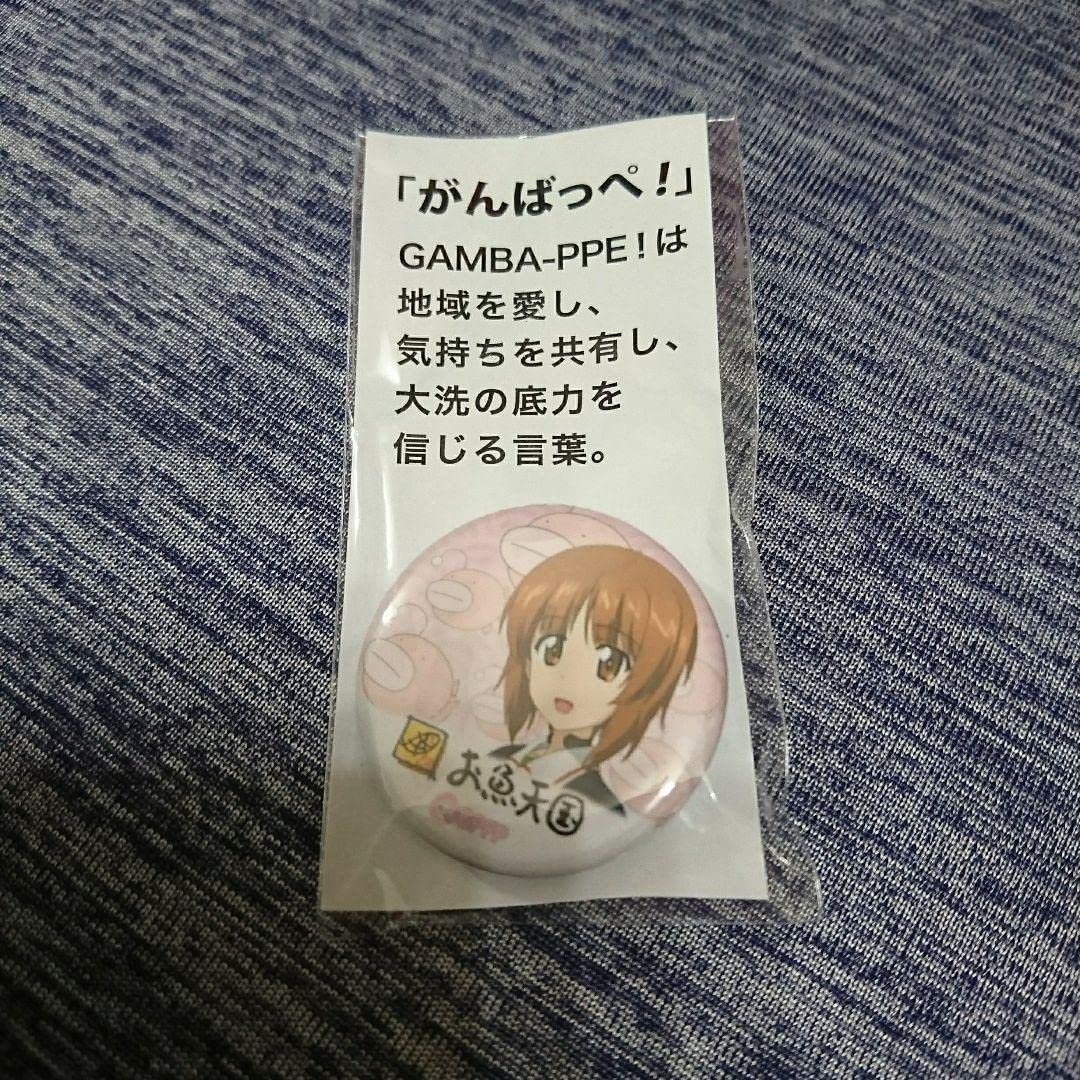 「がんばっぺ!」
GAMBA-PPE!は
地域を愛し、
気持ちを共有し、
大洗の底力を
信じる言葉。
お魚天国